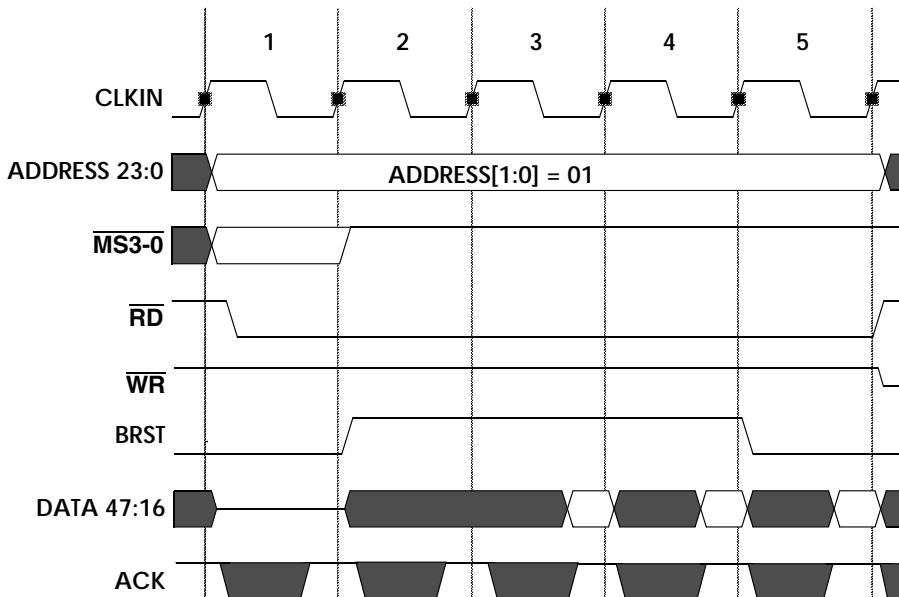 1 2 3 4 5
CLKIN
ADDRESS 23:0
ADDRESS[1:0] = 01
MS3-0
RD
WR
BRST
DATA 47:16
ACK